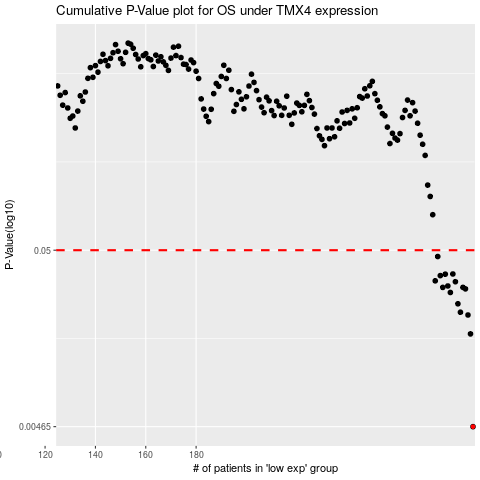 Cumulative P-Value plot for OS under TMX4 expression
P-Value(log10)
0.05
0.00465
0 120 140 160 180
# of patients in 'low exp' group